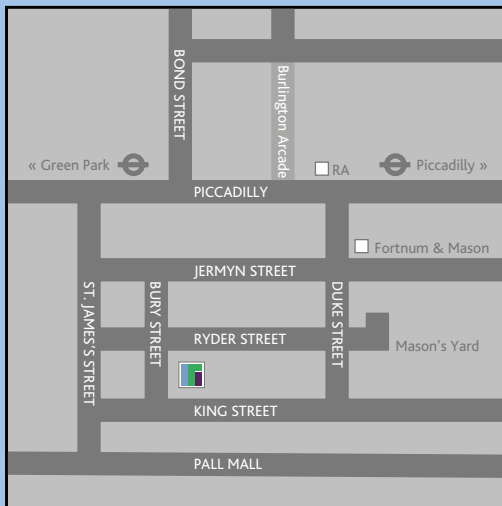 BOND STREET
Burlington Arcade
« Green Park
RA
Piccadilly »
PICCADILLY
Fortnum & Mason
JERMYN STREET
ST. JAMES'S STREET
BURY STREET
DUKE STREET
RYDER STREET
Mason's Yard
KING STREET
PALL MALL